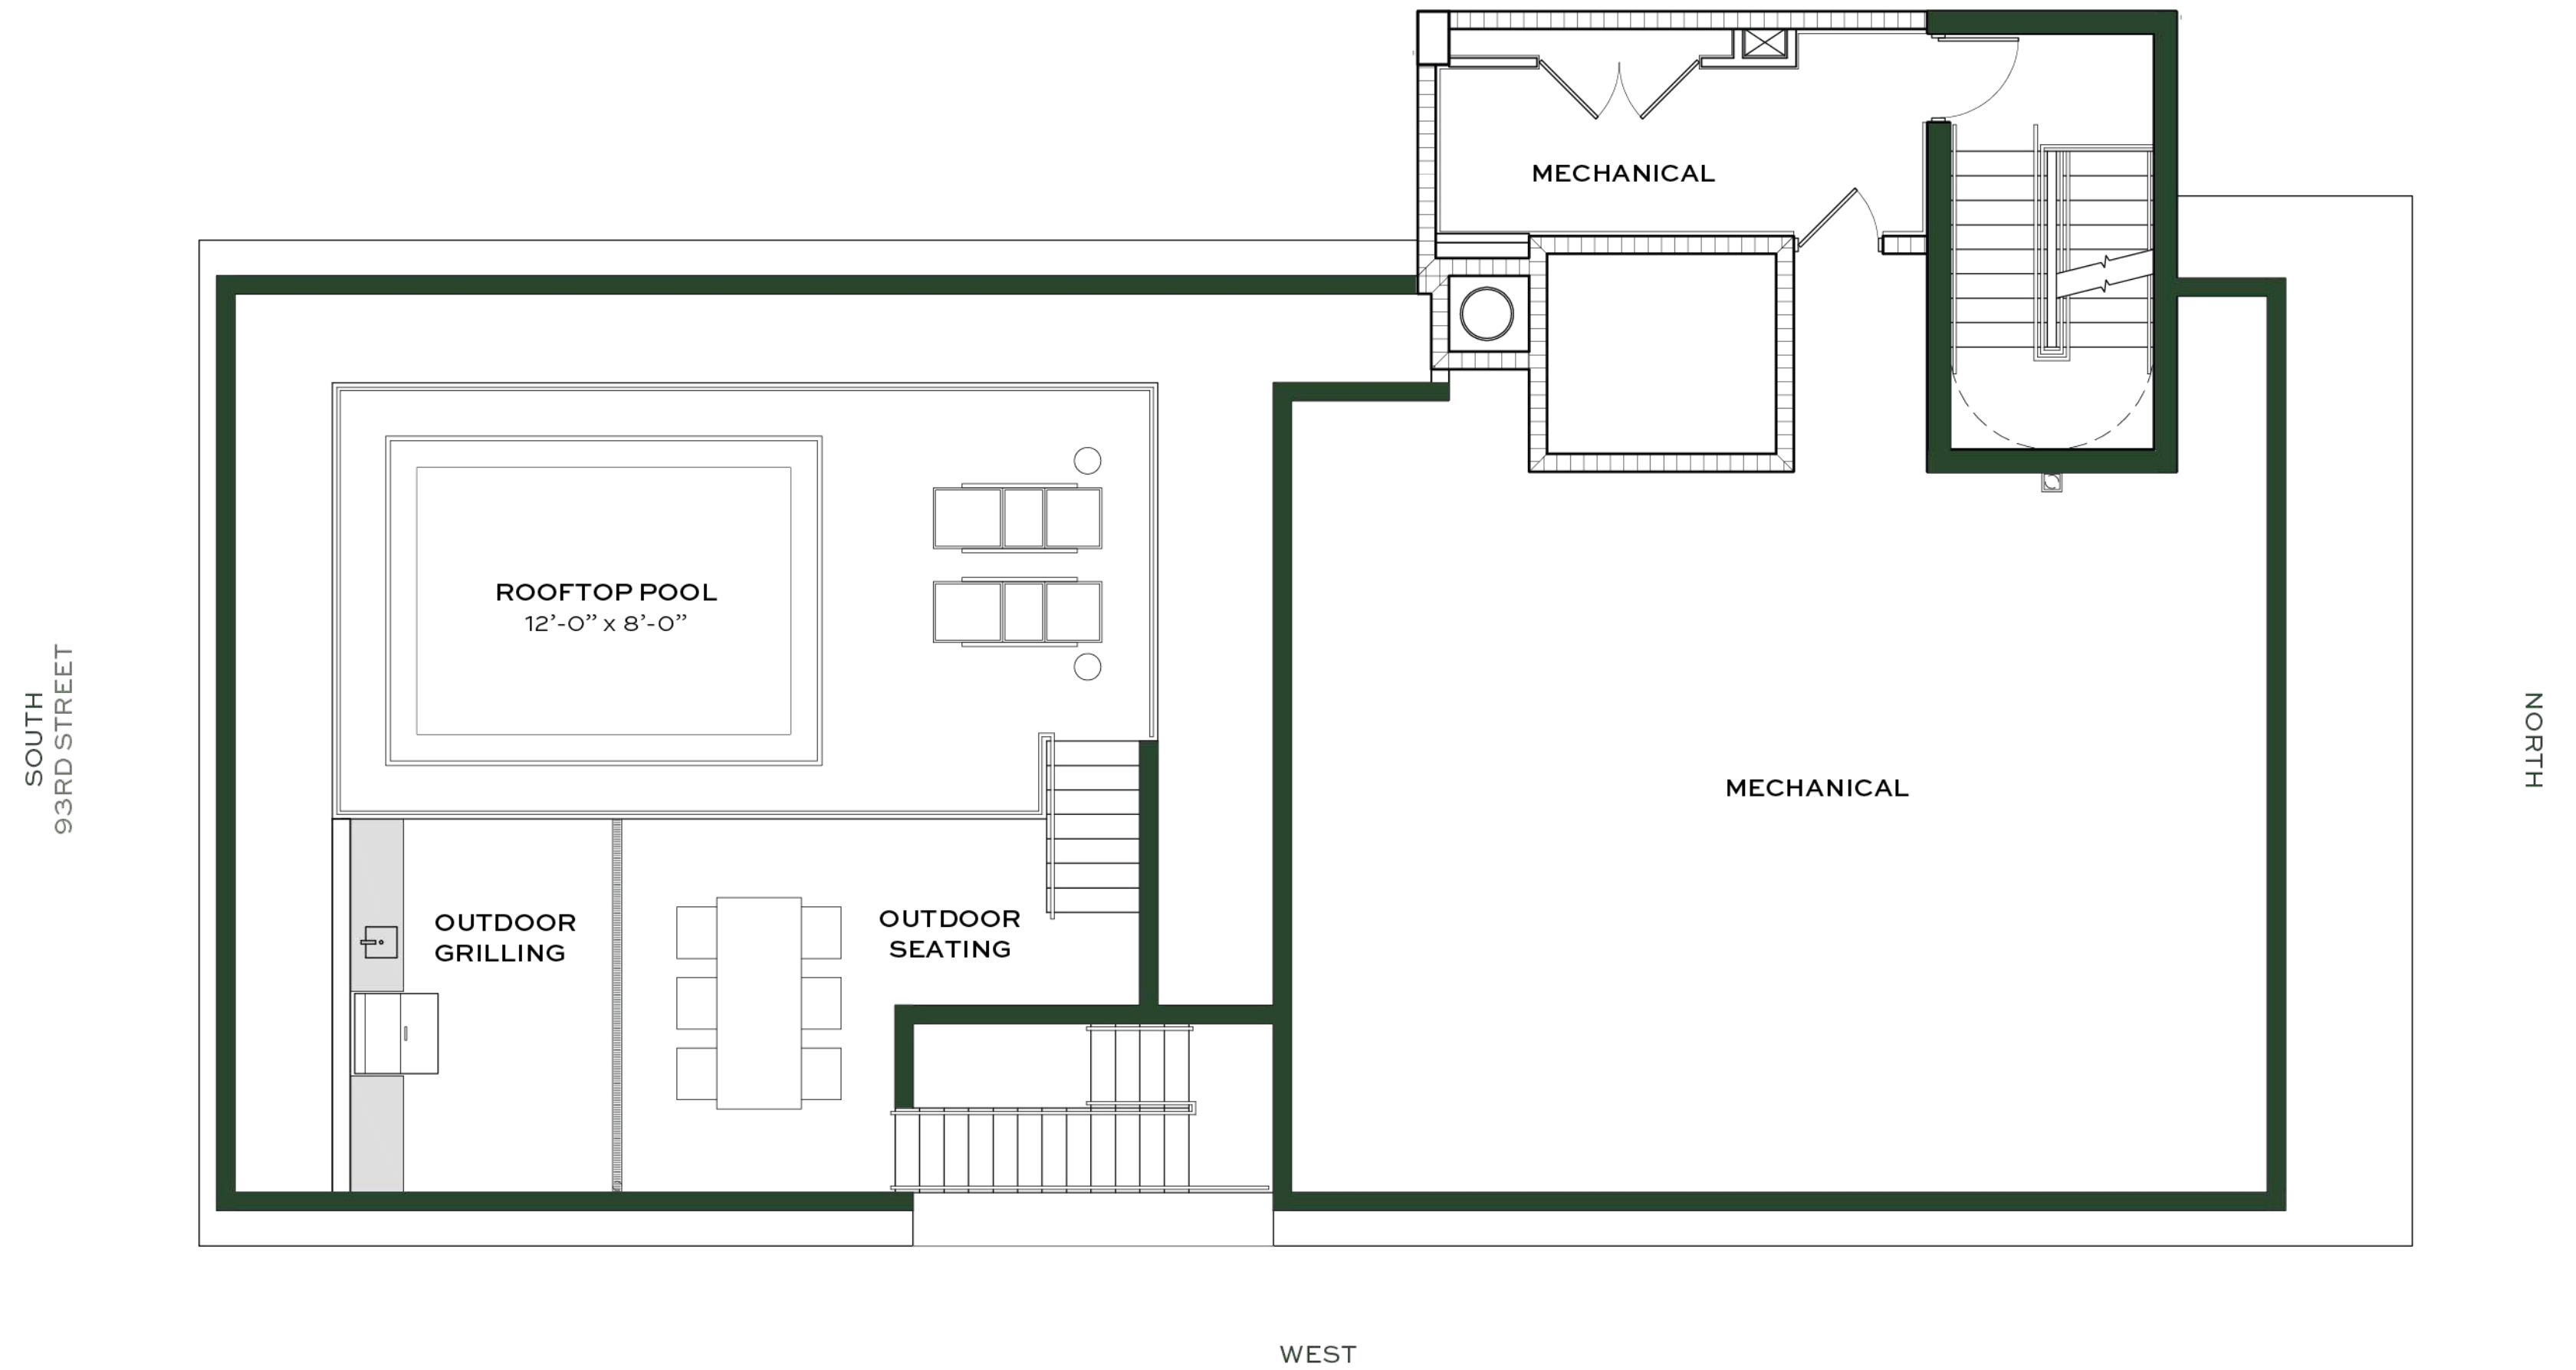 MECHANICAL
ROOFTOP POOL
12’-0” x 8’-0”
SOUTH
93RD STREET
NORTH
MECHANICAL
OUTDOOR
GRILLING
OUTDOOR
SEATING
WEST